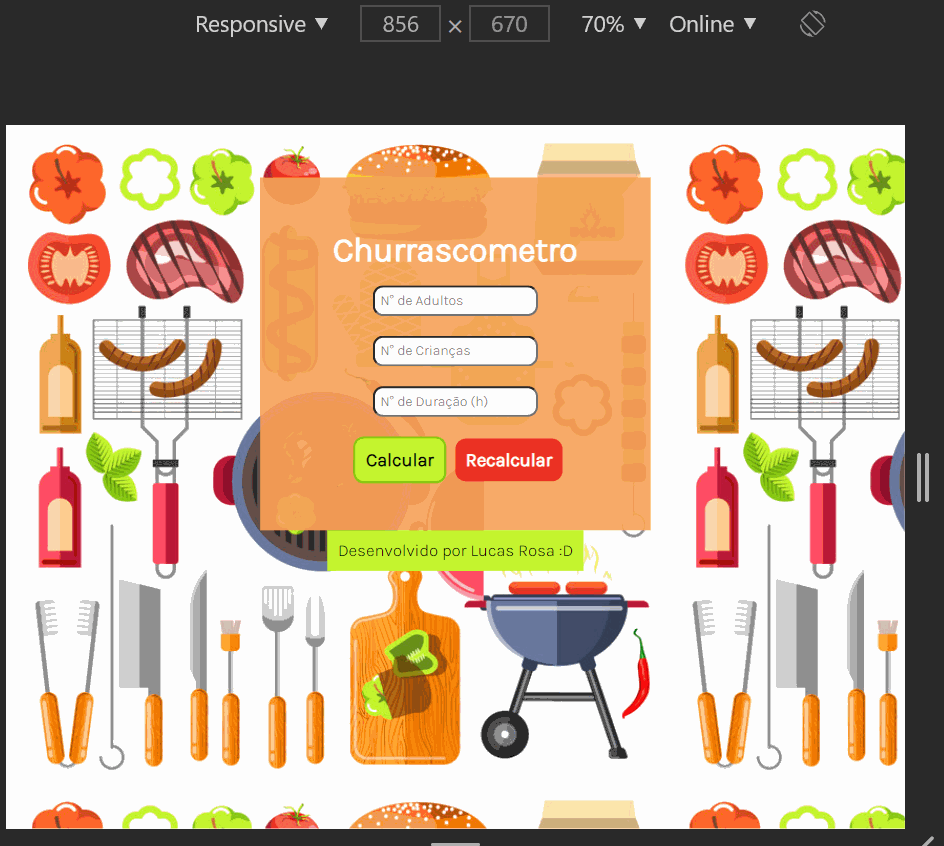 Responsive ▼ 856 × 670 70% ▼ Online ▼
Churrascometro
N° de Adultos
N° de Crianças
N° de Duração (h)
Calcular Recalcular
Desenvolvido por Lucas Rosa :D